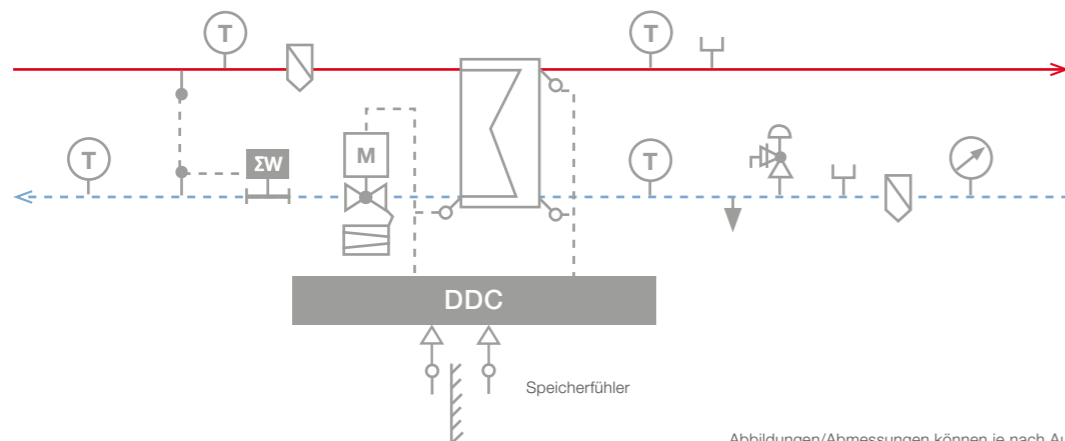 T
T
T
ΣW
M
T
DDC
Speicherfühler
Abbildungen/Abmessungen können je nach